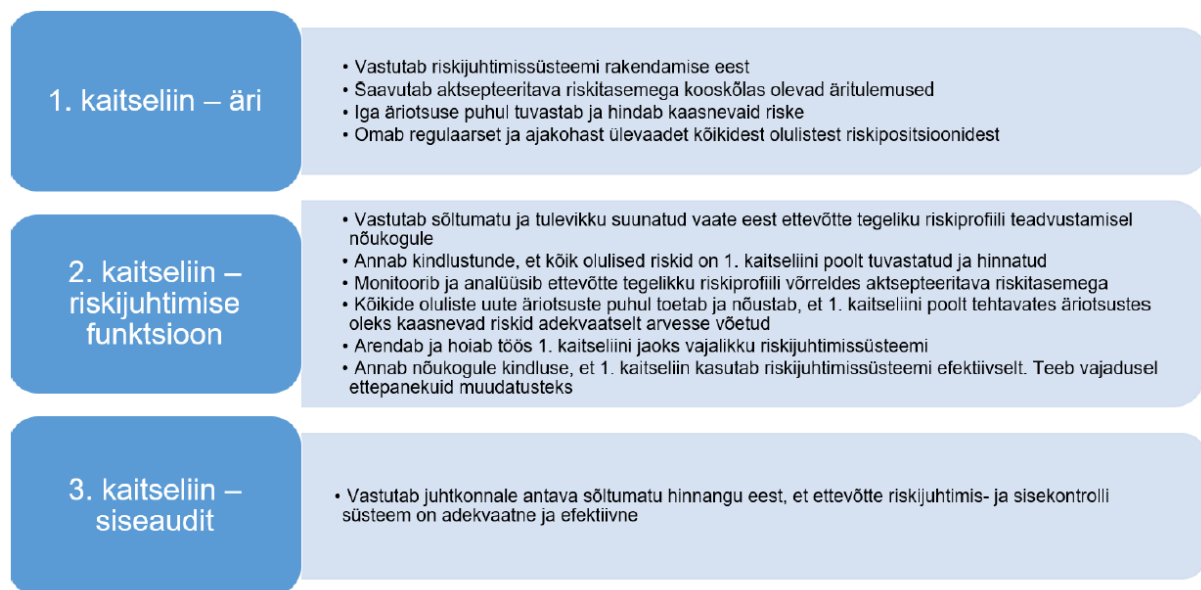 1. kaitseliin – äri
• Vastutab riskijuhtimissüsteemi rakendamise eest
• Saavutab aktsepteeritava riskitasemega kooskõlas olevad äritulemused
• Iga äriotsuse puhul tuvastab ja hindab kaasnevaid riske
• Omab regulaarset ja ajakohast ülevaadet kõikidest olulistest riskipositsioonidest
2. kaitseliin –
riskijuhtimise
funktsioon
• Vastutab sõltumatu ja tulevikku suunatud vaate eest ettevõtte tegeliku riskiprofiili teadvustamisel
nõukogule
• Annab kindlustunde, et kõik olulised riskid on 1. kaitseliini poolt tuvastatud ja hinnatud
• Monitoorib ja analüüsib ettevõtte tegelikku riskiprofiili võrreldes aktsepteeritava riskitasemega
• Kõikide oluliste uute äriotsuste puhul toetab ja nõustab, et 1. kaitseliini poolt tehtavates äriotsustes
oleks kaasnevad riskid adekvaatselt arvesse võetud
• Arendab ja hoiab töös 1. kaitseliini jaoks vajalikku riskijuhtimissüsteemi
• Annab nõukogule kindluse, et 1. kaitseliin kasutab riskijuhtimissüsteemi efektiivselt. Teeb vajadusel
ettepanekuid muudatusteks
3. kaitseliin –
siseaudit
• Vastutab juhtkonnale antava sõltumatu hinnangu eest, et ettevõtte riskijuhtimis- ja sisekontrolli
süsteem on adekvaatne ja efektiivne